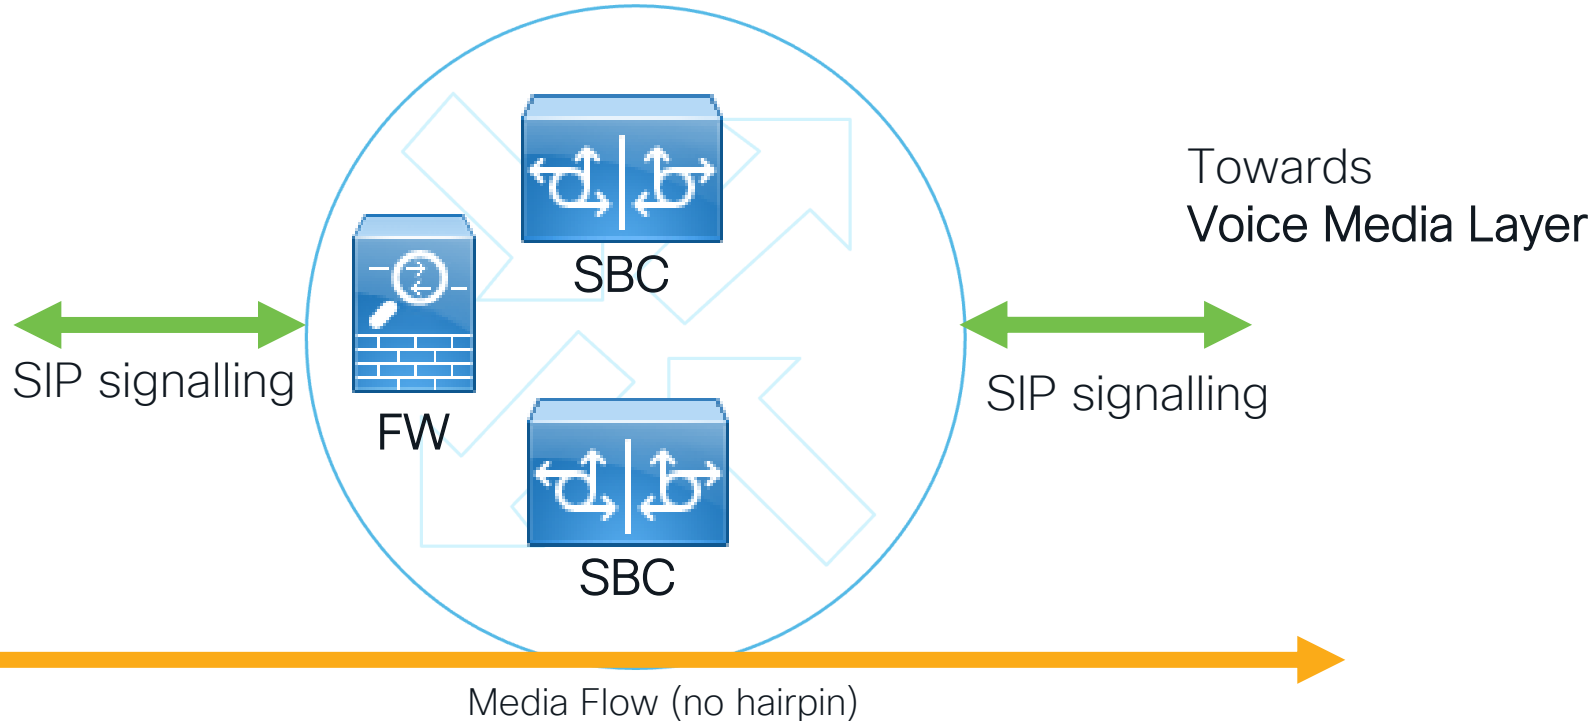 Towards
Voice Media Layer
SBC
SIP signalling
FW
SIP signalling
SBC
Media Flow (no hairpin)